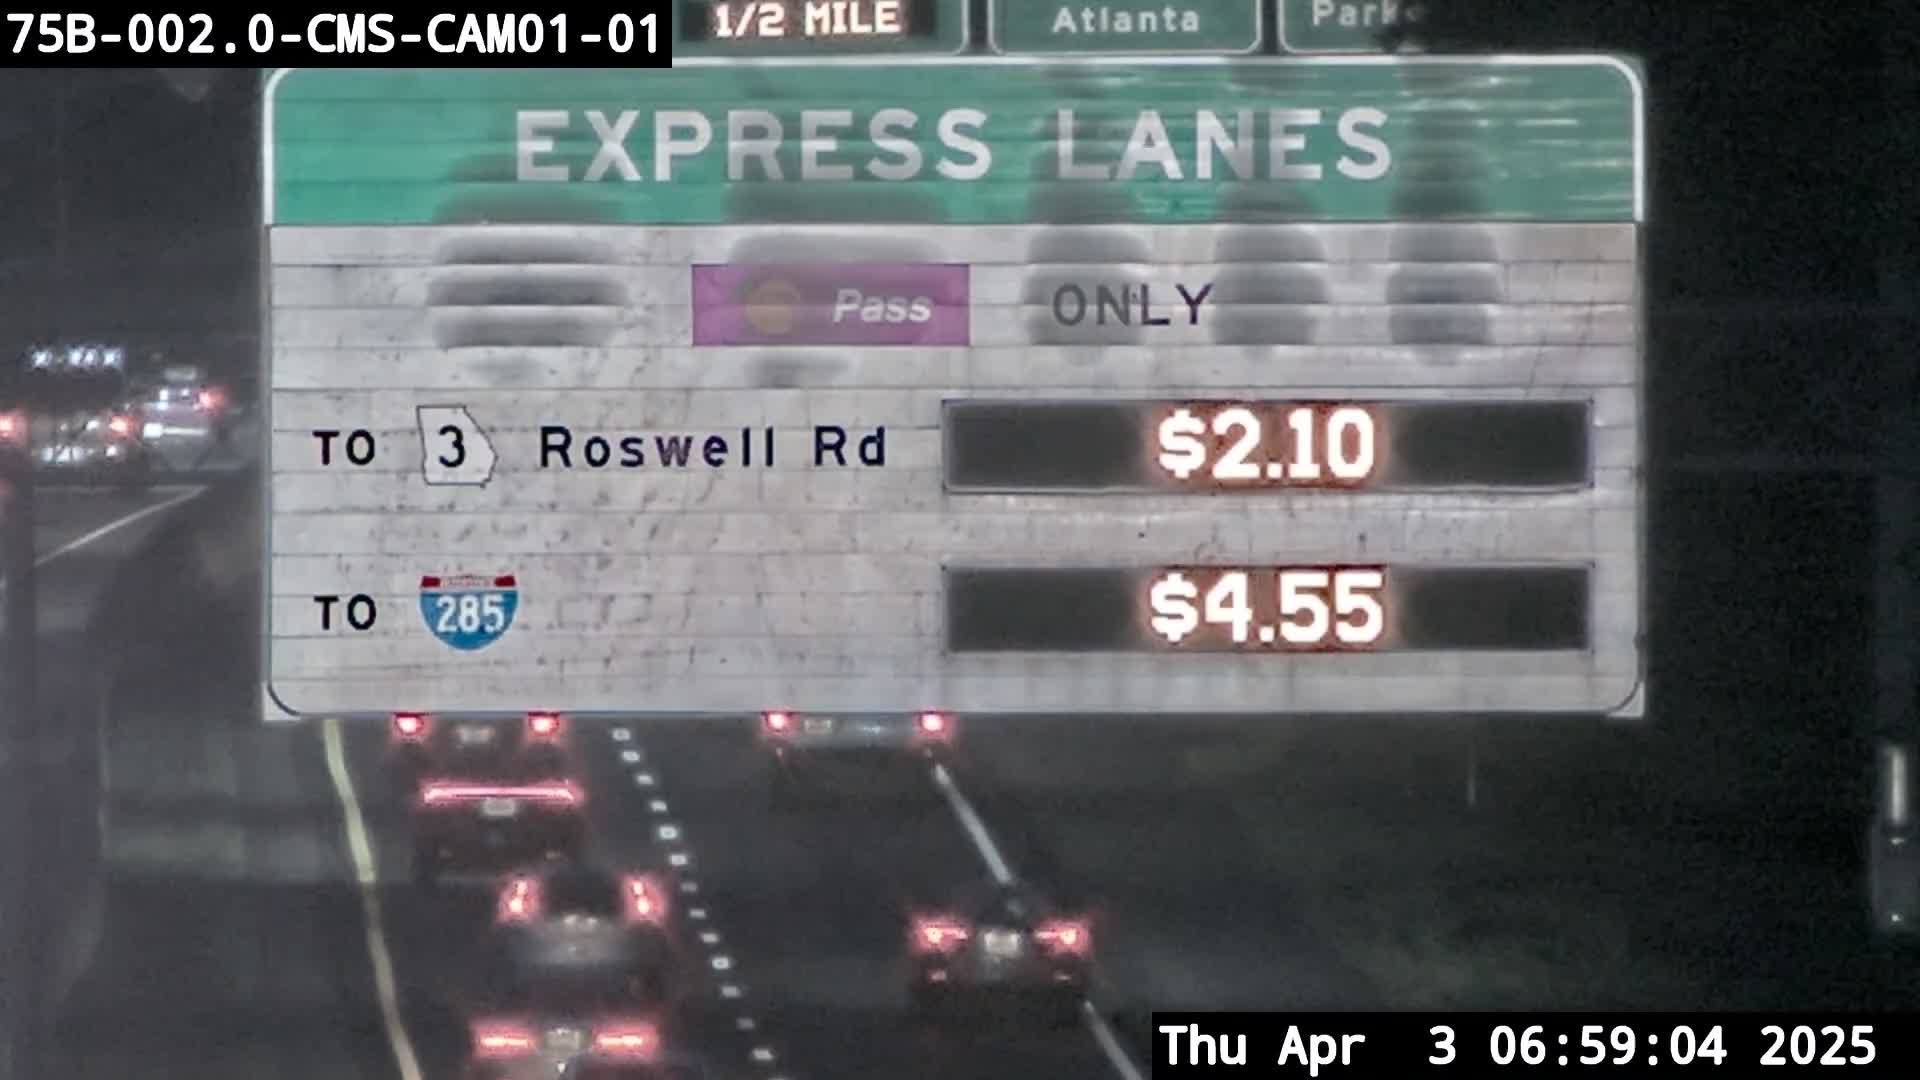 75B-002.0-CMS-CAM01-01
1/2 MILE
Atlanta
EXPRESS LANES
Pass ONLY
TO 3 Roswell Rd $2.10
TO 285 $4.55
Thu Apr 3 06:59:04 2025